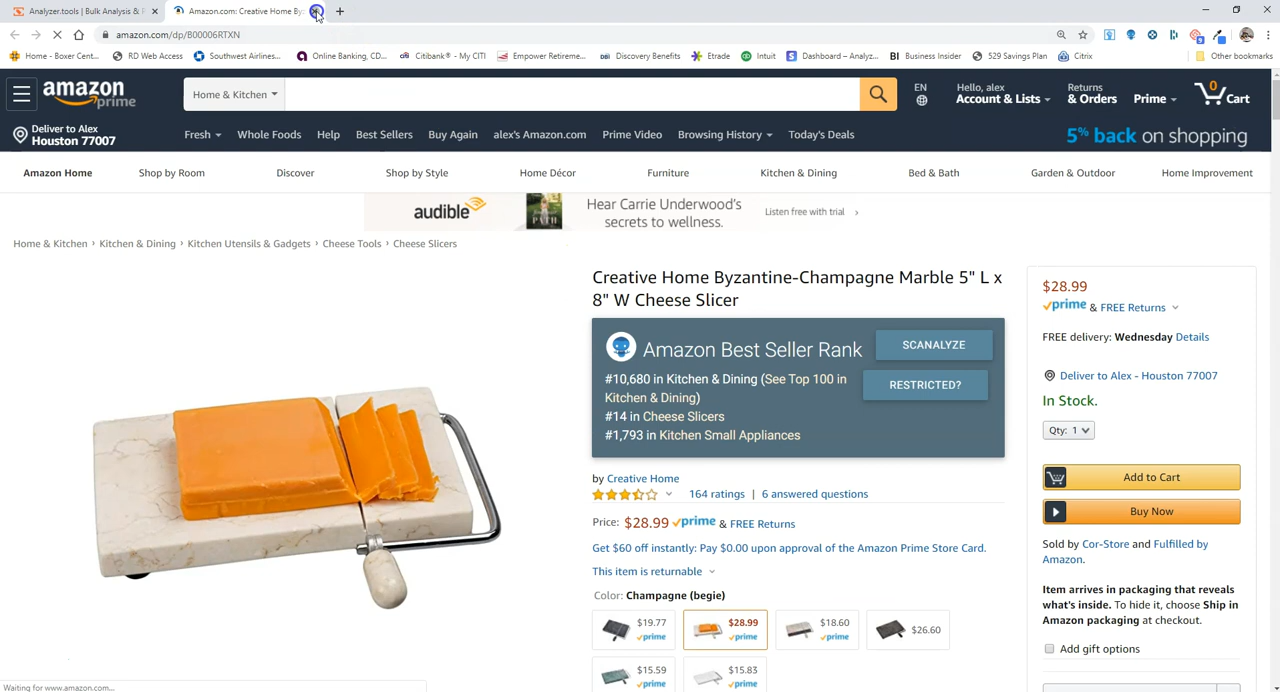 Analyzer.tools | Bulk Analysis & P
Amazon.com: Creative Home By
amazon.com/dp/B00006RTXN
Home - Boxer Cent...
RD Web Access
Southwest Airlines...
Online Banking, CD...
Citibank® - My CITI
Empower Retireme...
Discovery Benefits
Etrade
Intuit
Dashboard – Analyz...
BI Business Insider
529 Savings Plan
Citrix
Other bookmarks
amazon prime
Home & Kitchen
EN
Hello, alex
Account & Lists
Returns
& Orders
Prime
0
Cart
Deliver to Alex
Houston 77007
Fresh
Whole Foods
Help
Best Sellers
Buy Again
alex's Amazon.com
Prime Video
Browsing History
Today's Deals
5% back on shopping
Amazon Home
Shop by Room
Discover
Shop by Style
Home Décor
Furniture
Kitchen & Dining
Bed & Bath
Garden & Outdoor
Home Improvement
audible
PATH
Hear Carrie Underwood's
secrets to wellness.
Listen free with trial ›
Home & Kitchen › Kitchen & Dining › Kitchen Utensils & Gadgets › Cheese Tools › Cheese Slicers
Creative Home Byzantine-Champagne Marble 5" L x
8" W Cheese Slicer
Amazon Best Seller Rank
SCANALYZE
RESTRICTED?
#10,680 in Kitchen & Dining (See Top 100 in
Kitchen & Dining)
#14 in Cheese Slicers
#1,793 in Kitchen Small Appliances
by Creative Home
164 ratings | 6 answered questions
Price: $28.99 prime & FREE Returns
Get $60 off instantly: Pay $0.00 upon approval of the Amazon Prime Store Card.
This item is returnable
Color: Champagne (begie)
$19.77
prime
$28.99
prime
$18.60
prime
$26.60
$15.59
prime
$15.83
prime
$28.99
prime & FREE Returns
FREE delivery: Wednesday Details
Deliver to Alex - Houston 77007
In Stock.
Qty: 1
Add to Cart
Buy Now
Sold by Cor-Store and Fulfilled by
Amazon.
Item arrives in packaging that reveals
what's inside. To hide it, choose Ship in
Amazon packaging at checkout.
Add gift options
Waiting for www.amazon.com...